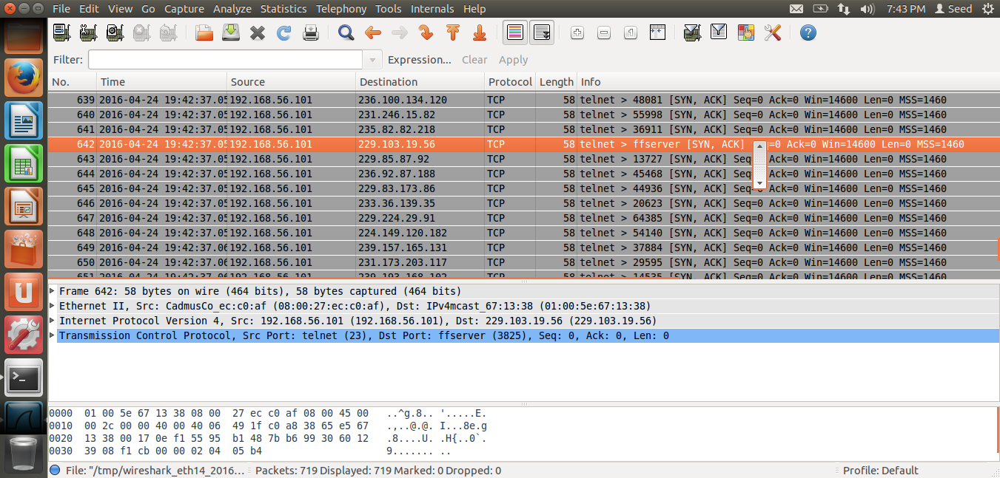 File Edit View Go Capture Analyze Statistics Telephony Tools Internals Help 7:43 PM Seed
Filter: Expression... Clear Apply
No. Time Source Destination Protocol Length Info
639 2016-04-24 19:42:37.05 192.168.56.101 236.100.134.120 TCP 58 telnet > 48081 [SYN, ACK] Seq=0 Ack=0 Win=14600 Len=0 MSS=1460
640 2016-04-24 19:42:37.05 192.168.56.101 231.246.15.82 TCP 58 telnet > 55998 [SYN, ACK] Seq=0 Ack=0 Win=14600 Len=0 MSS=1460
641 2016-04-24 19:42:37.05 192.168.56.101 235.82.82.218 TCP 58 telnet > 36911 [SYN, ACK] Seq=0 Ack=0 Win=14600 Len=0 MSS=1460
642 2016-04-24 19:42:37.05 192.168.56.101 229.103.19.56 TCP 58 telnet > ffserver [SYN, ACK] =0 Ack=0 Win=14600 Len=0 MSS=1460
643 2016-04-24 19:42:37.05 192.168.56.101 229.85.87.92 TCP 58 telnet > 13727 [SYN, ACK] Seq=0 Ack=0 Win=14600 Len=0 MSS=1460
644 2016-04-24 19:42:37.05 192.168.56.101 236.92.87.188 TCP 58 telnet > 45468 [SYN, ACK] Seq=0 Ack=0 Win=14600 Len=0 MSS=1460
645 2016-04-24 19:42:37.05 192.168.56.101 229.83.173.86 TCP 58 telnet > 44936 [SYN, ACK] Seq=0 Ack=0 Win=14600 Len=0 MSS=1460
646 2016-04-24 19:42:37.05 192.168.56.101 233.36.139.35 TCP 58 telnet > 20623 [SYN, ACK] Seq=0 Ack=0 Win=14600 Len=0 MSS=1460
647 2016-04-24 19:42:37.05 192.168.56.101 229.224.29.91 TCP 58 telnet > 64385 [SYN, ACK] Seq=0 Ack=0 Win=14600 Len=0 MSS=1460
648 2016-04-24 19:42:37.05 192.168.56.101 224.149.120.182 TCP 58 telnet > 54140 [SYN, ACK] Seq=0 Ack=0 Win=14600 Len=0 MSS=1460
649 2016-04-24 19:42:37.06 192.168.56.101 239.157.165.131 TCP 58 telnet > 37884 [SYN, ACK] Seq=0 Ack=0 Win=14600 Len=0 MSS=1460
650 2016-04-24 19:42:37.06 192.168.56.101 231.173.203.117 TCP 58 telnet > 29595 [SYN, ACK] Seq=0 Ack=0 Win=14600 Len=0 MSS=1460
651 2016-04-24 19:42:37.06 192.168.56.101 239.193.168.102 TCP 58 telnet > 14535 [SYN, ACK] Seq=0 Ack=0 Win=14600 Len=0 MSS=1460
Frame 642: 58 bytes on wire (464 bits), 58 bytes captured (464 bits)
Ethernet II, Src: CadmusCo_ec:c0:af (08:00:27:ec:c0:af), Dst: IPv4mcast_67:13:38 (01:00:5e:67:13:38)
Internet Protocol Version 4, Src: 192.168.56.101 (192.168.56.101), Dst: 229.103.19.56 (229.103.19.56)
Transmission Control Protocol, Src Port: telnet (23), Dst Port: ffserver (3825), Seq: 0, Ack: 0, Len: 0
0000 01 00 5e 67 13 38 08 00 27 ec c0 af 08 00 45 00 ..^g.8.. '.....E.
0010 00 2c 00 00 40 00 40 06 49 1f c0 a8 38 65 e5 67 .,..@.@. I...8e.g
0020 13 38 00 17 0e f1 55 95 b1 48 7b b6 99 30 60 12 .8....U. .H{..0`.
0030 39 08 f1 cb 00 00 02 04 05 b4 9....... ..
File: "/tmp/wireshark_eth14_2016... Packets: 719 Displayed: 719 Marked: 0 Dropped: 0 Profile: Default